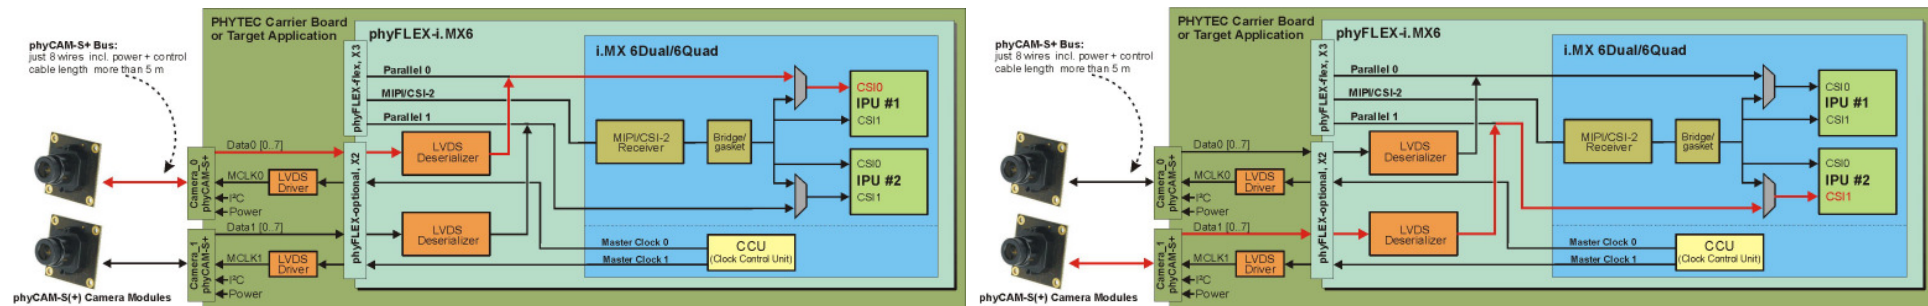 PHYTEC Carrier Board
or Target Application
phyFLEX-i.MX6
phyCAM-S+ Bus:
just 8 wires incl. power + control
cable length more than 5 m
phyFLEX-flex, X3
Parallel 0
MIPI/CSI-2
Parallel 1
i.MX 6Dual/6Quad
CSI0
IPU #1
CSI1
MIPI/CSI-2
Receiver
Bridge/
gasket
LVDS
Deserializer
CSI0
IPU #2
CSI1
Camera_0
phyCAM-S+
Data0 [0..7]
MCLK0
LVDS
Driver
I²C
Power
phyFLEX-optional, X2
Camera_1
phyCAM-S+
Data1 [0..7]
MCLK1
LVDS
Driver
I²C
Power
LVDS
Deserializer
Master Clock 0
Master Clock 1
CCU
(Clock Control Unit)
phyCAM-S(+) Camera Modules
PHYTEC Carrier Board
or Target Application
phyFLEX-i.MX6
phyCAM-S+ Bus:
just 8 wires incl. power + control
cable length more than 5 m
phyFLEX-flex, X3
Parallel 0
MIPI/CSI-2
Parallel 1
i.MX 6Dual/6Quad
CSI0
IPU #1
CSI1
MIPI/CSI-2
Receiver
Bridge/
gasket
LVDS
Deserializer
CSI0
IPU #2
CSI1
Camera_0
phyCAM-S+
Data0 [0..7]
MCLK0
LVDS
Driver
I²C
Power
phyFLEX-optional, X2
Camera_1
phyCAM-S+
Data1 [0..7]
MCLK1
LVDS
Driver
I²C
Power
LVDS
Deserializer
Master Clock 0
Master Clock 1
CCU
(Clock Control Unit)
phyCAM-S(+) Camera Modules